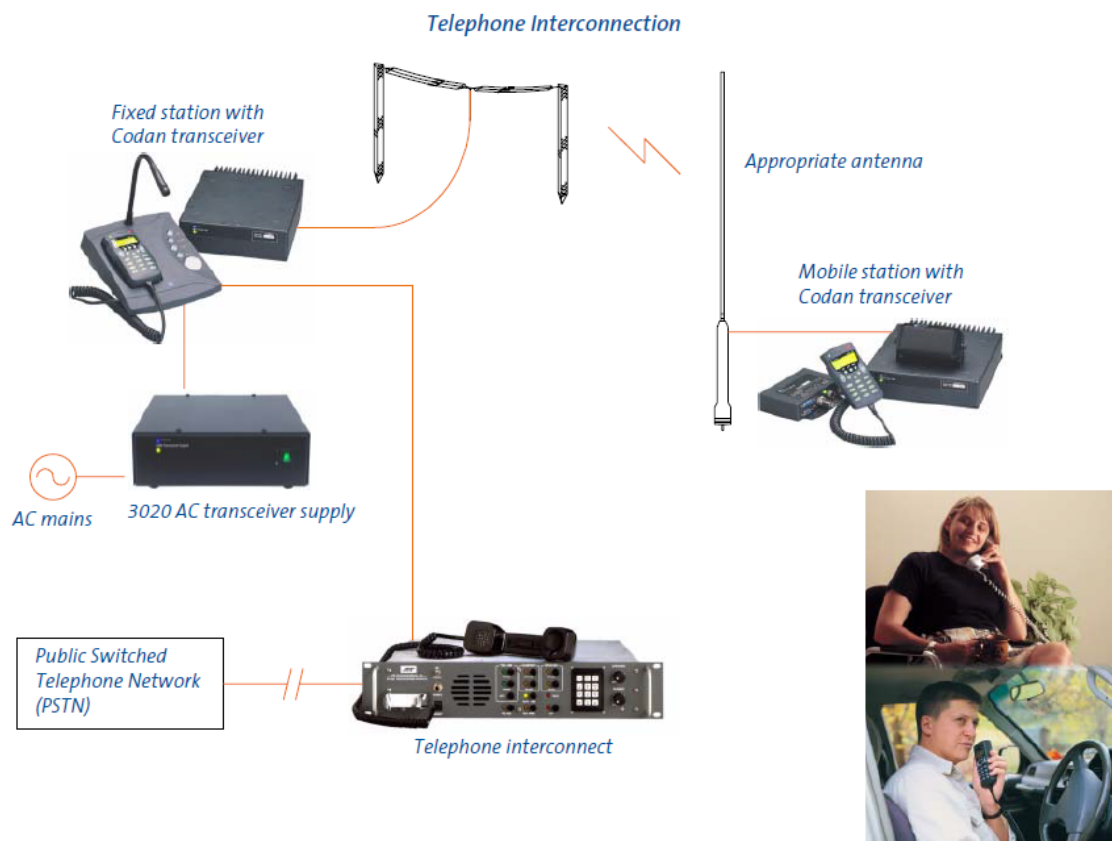 Telephone Interconnection
Fixed station with
Codan transceiver
Appropriate antenna
Mobile station with
Codan transceiver
AC mains
3020 AC transceiver supply
Public Switched
Telephone Network
(PSTN)
Telephone interconnect